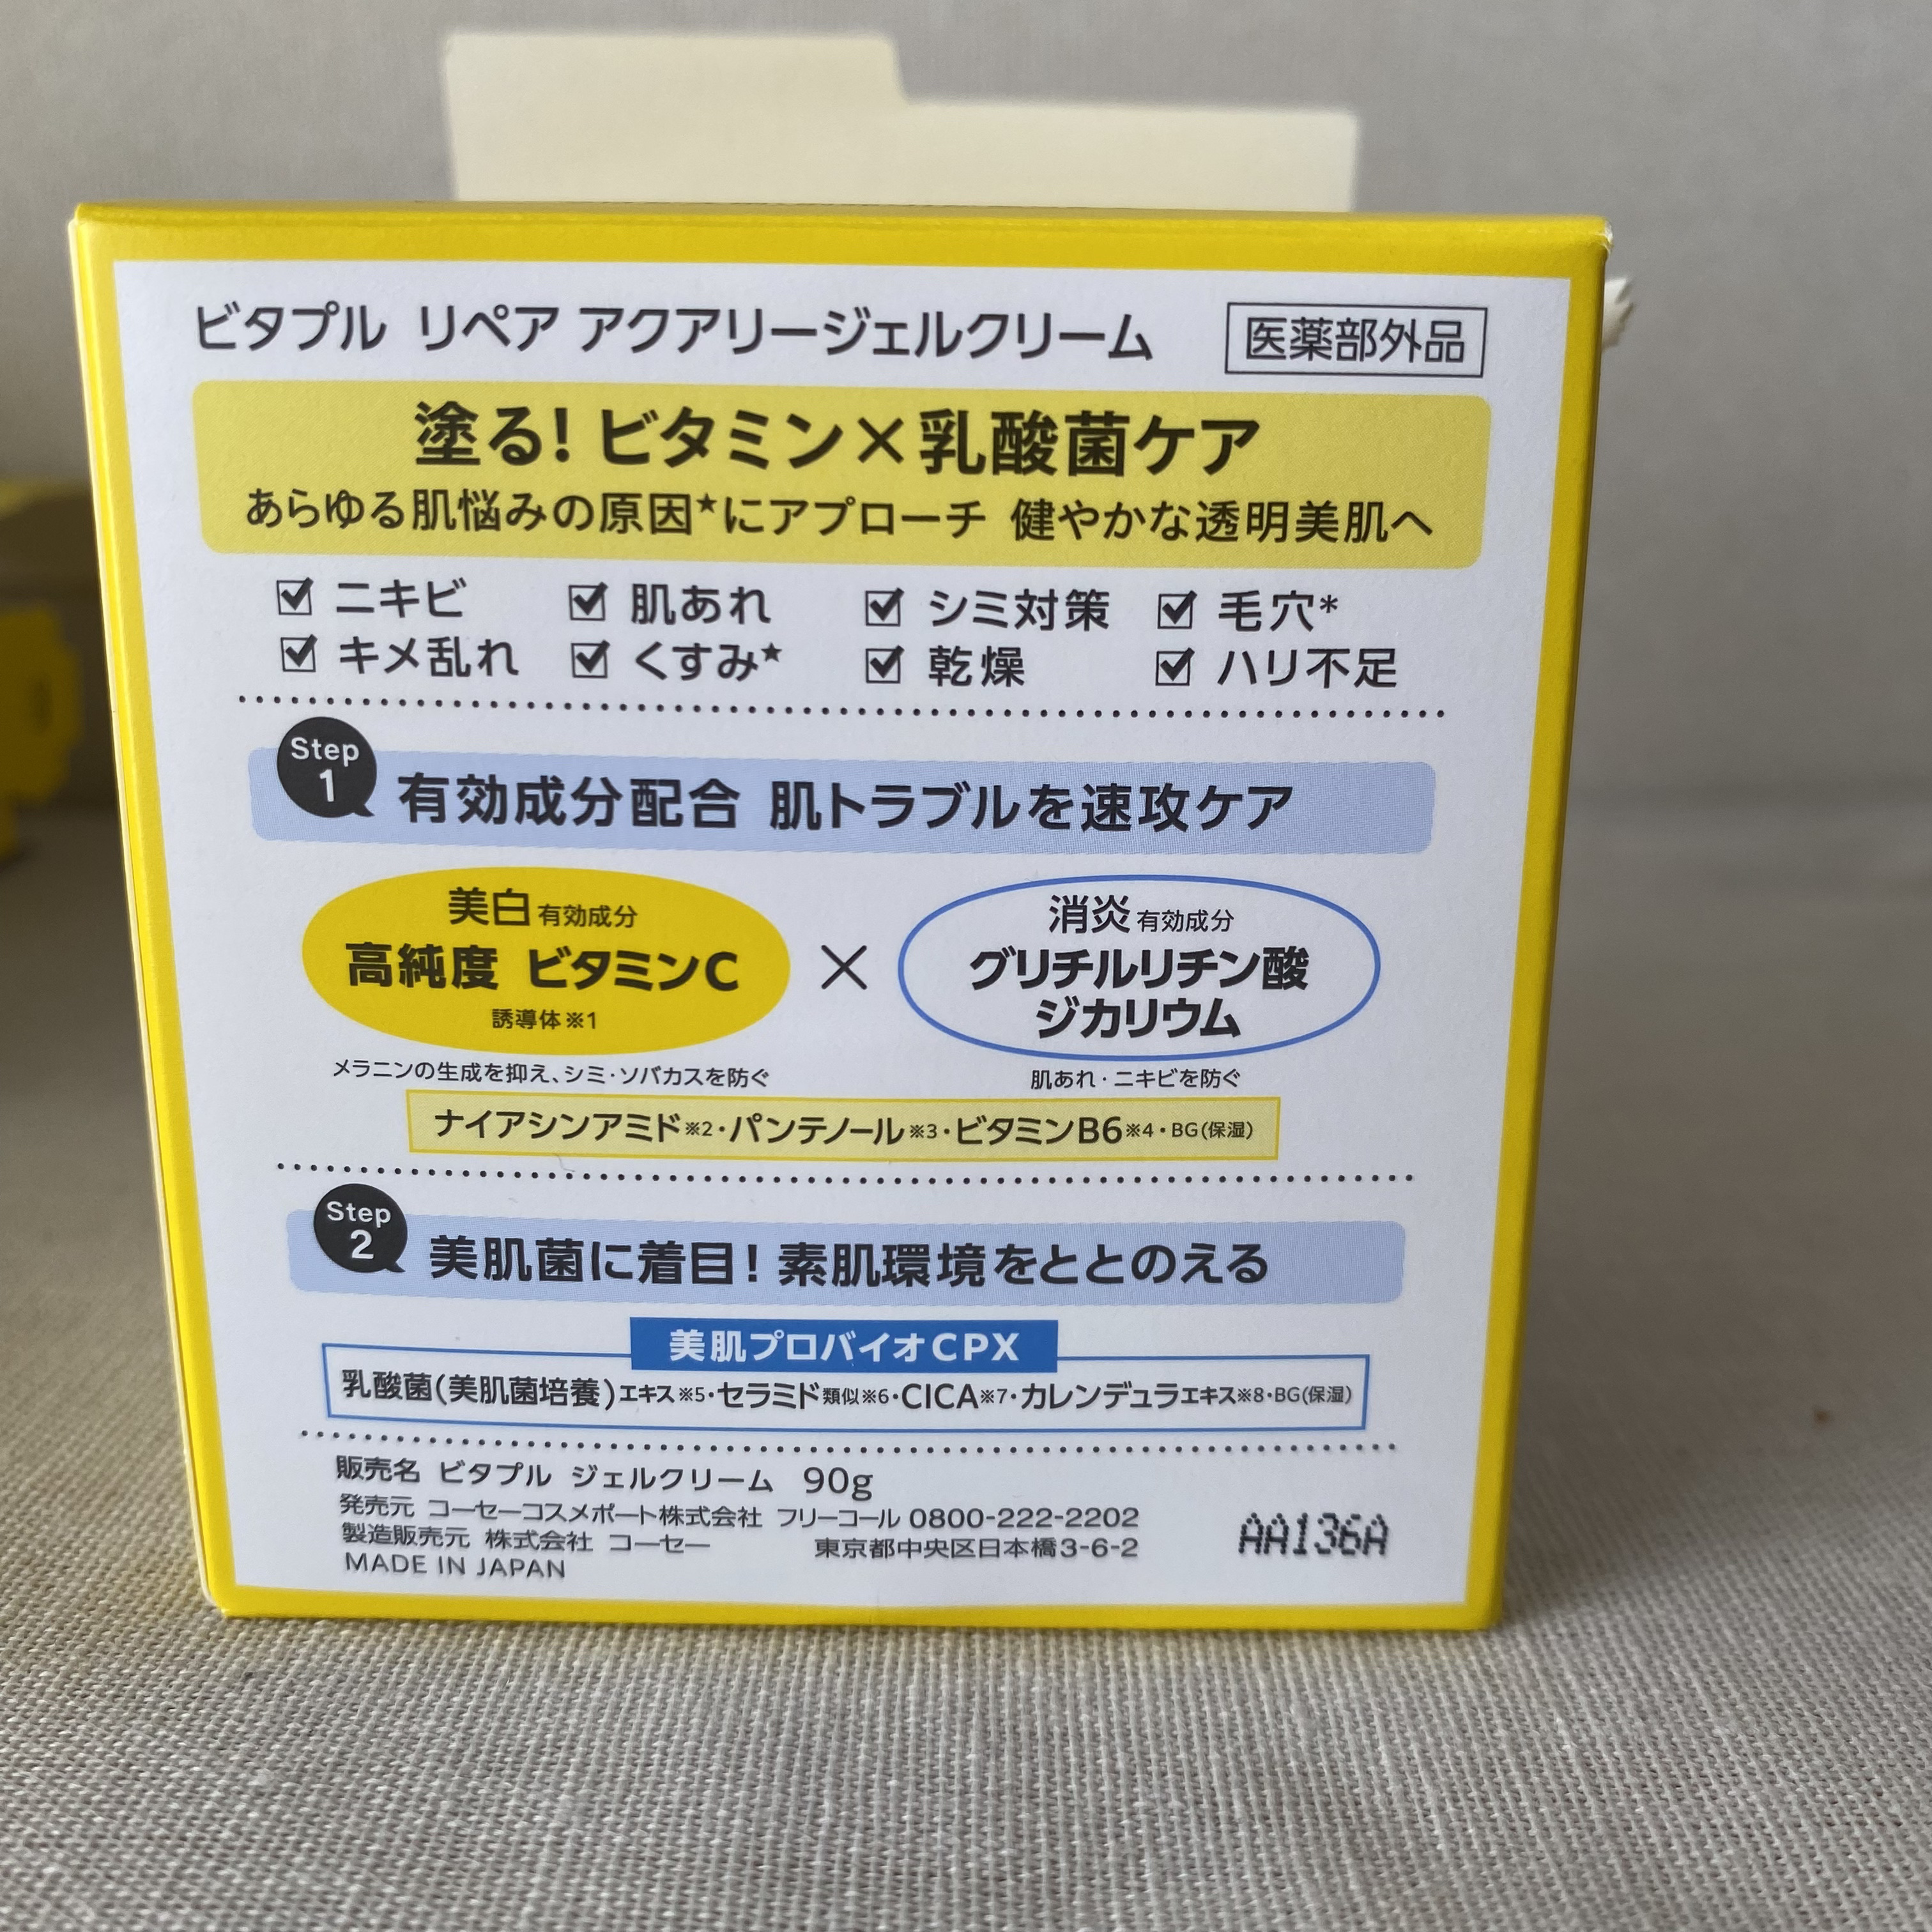 ビタプル リペア アクアリージェルクリーム 医薬部外品
塗る! ビタミン×乳酸菌ケア
あらゆる肌悩みの原因★にアプローチ 健やかな透明美肌へ
☑ ニキビ ☑ 肌あれ ☑ シミ対策 ☑ 毛穴*
☑ キメ乱れ ☑ くすみ★ ☑ 乾燥 ☑ ハリ不足
Step
1
有効成分配合 肌トラブルを速攻ケア
美白有効成分
高純度 ビタミンC
誘導体※1
×
消炎有効成分
グリチルリチン酸
ジカリウム
メラニンの生成を抑え、シミ・ソバカスを防ぐ
肌あれ・ニキビを防ぐ
ナイアシンアミド※2・パンテノール※3・ビタミンB6※4・BG(保湿)
Step
2
美肌菌に着目! 素肌環境をととのえる
美肌プロバイオCPX
乳酸菌(美肌菌培養)エキス※5・セラミド類似※6・CICA※7・カレンデュラエキス※8・BG(保湿)
販売名 ビタプル ジェルクリーム 90g
発売元 コーセーコスメポート株式会社 フリーコール 0800-222-2202
製造販売元 株式会社 コーセー 東京都中央区日本橋3-6-2
MADE IN JAPAN
AA136A